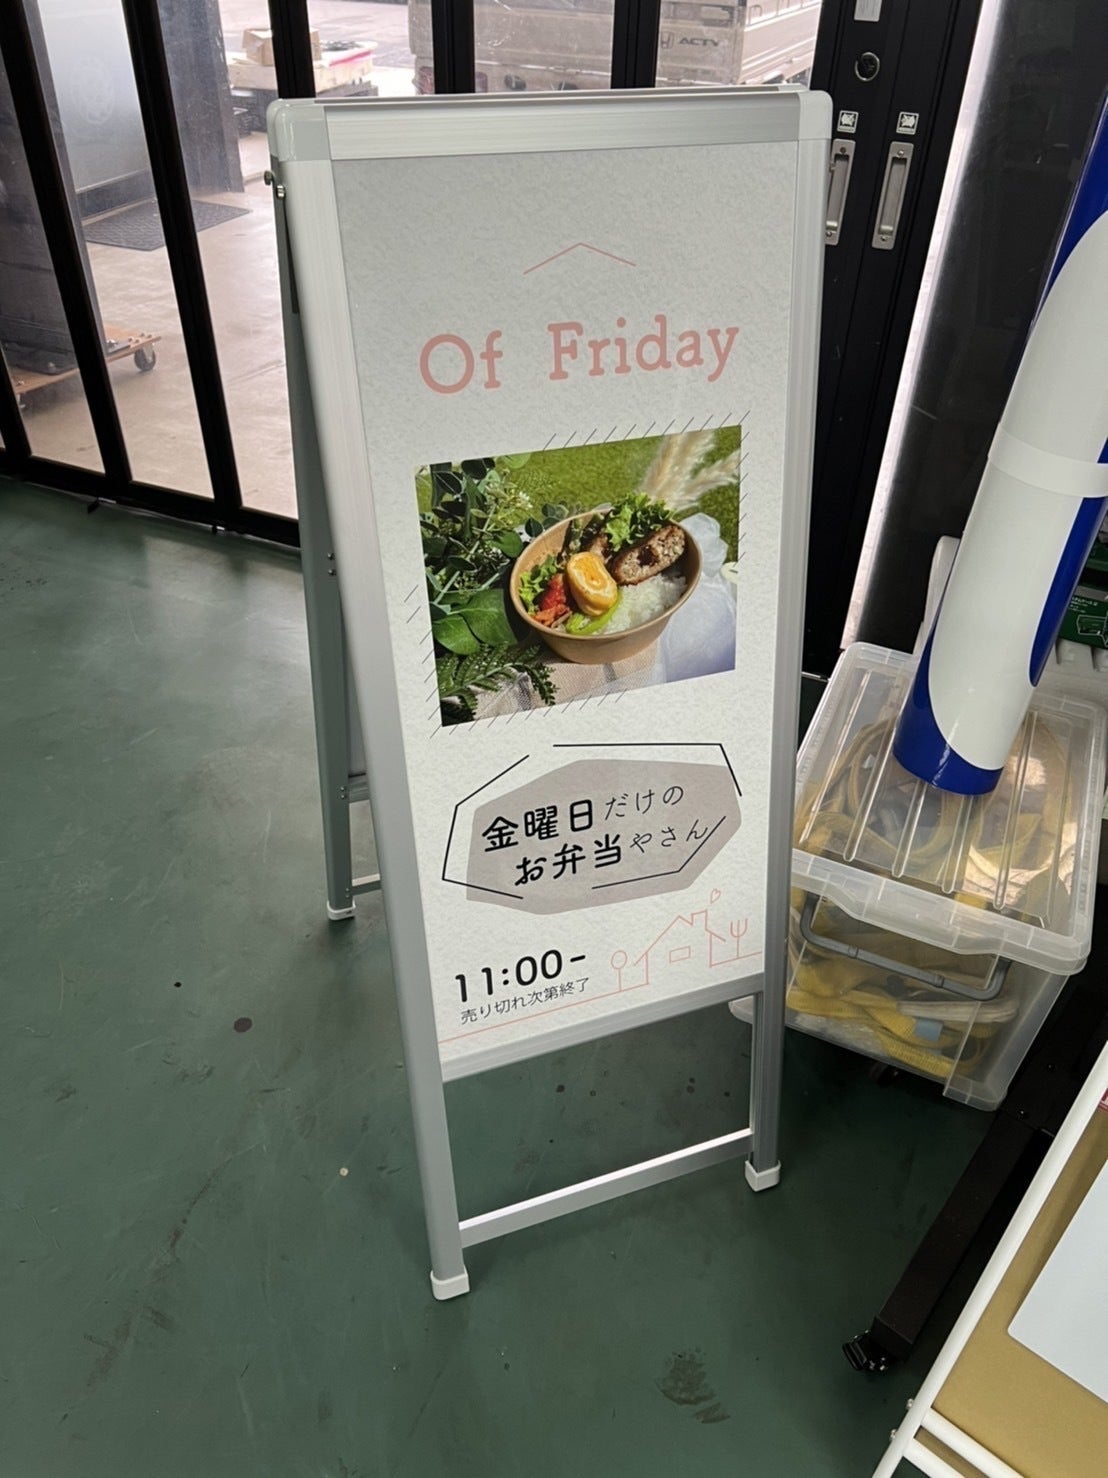 ACTY
Of Friday
金曜日だけの
お弁当やさん
11:00-
売り切れ次第終了